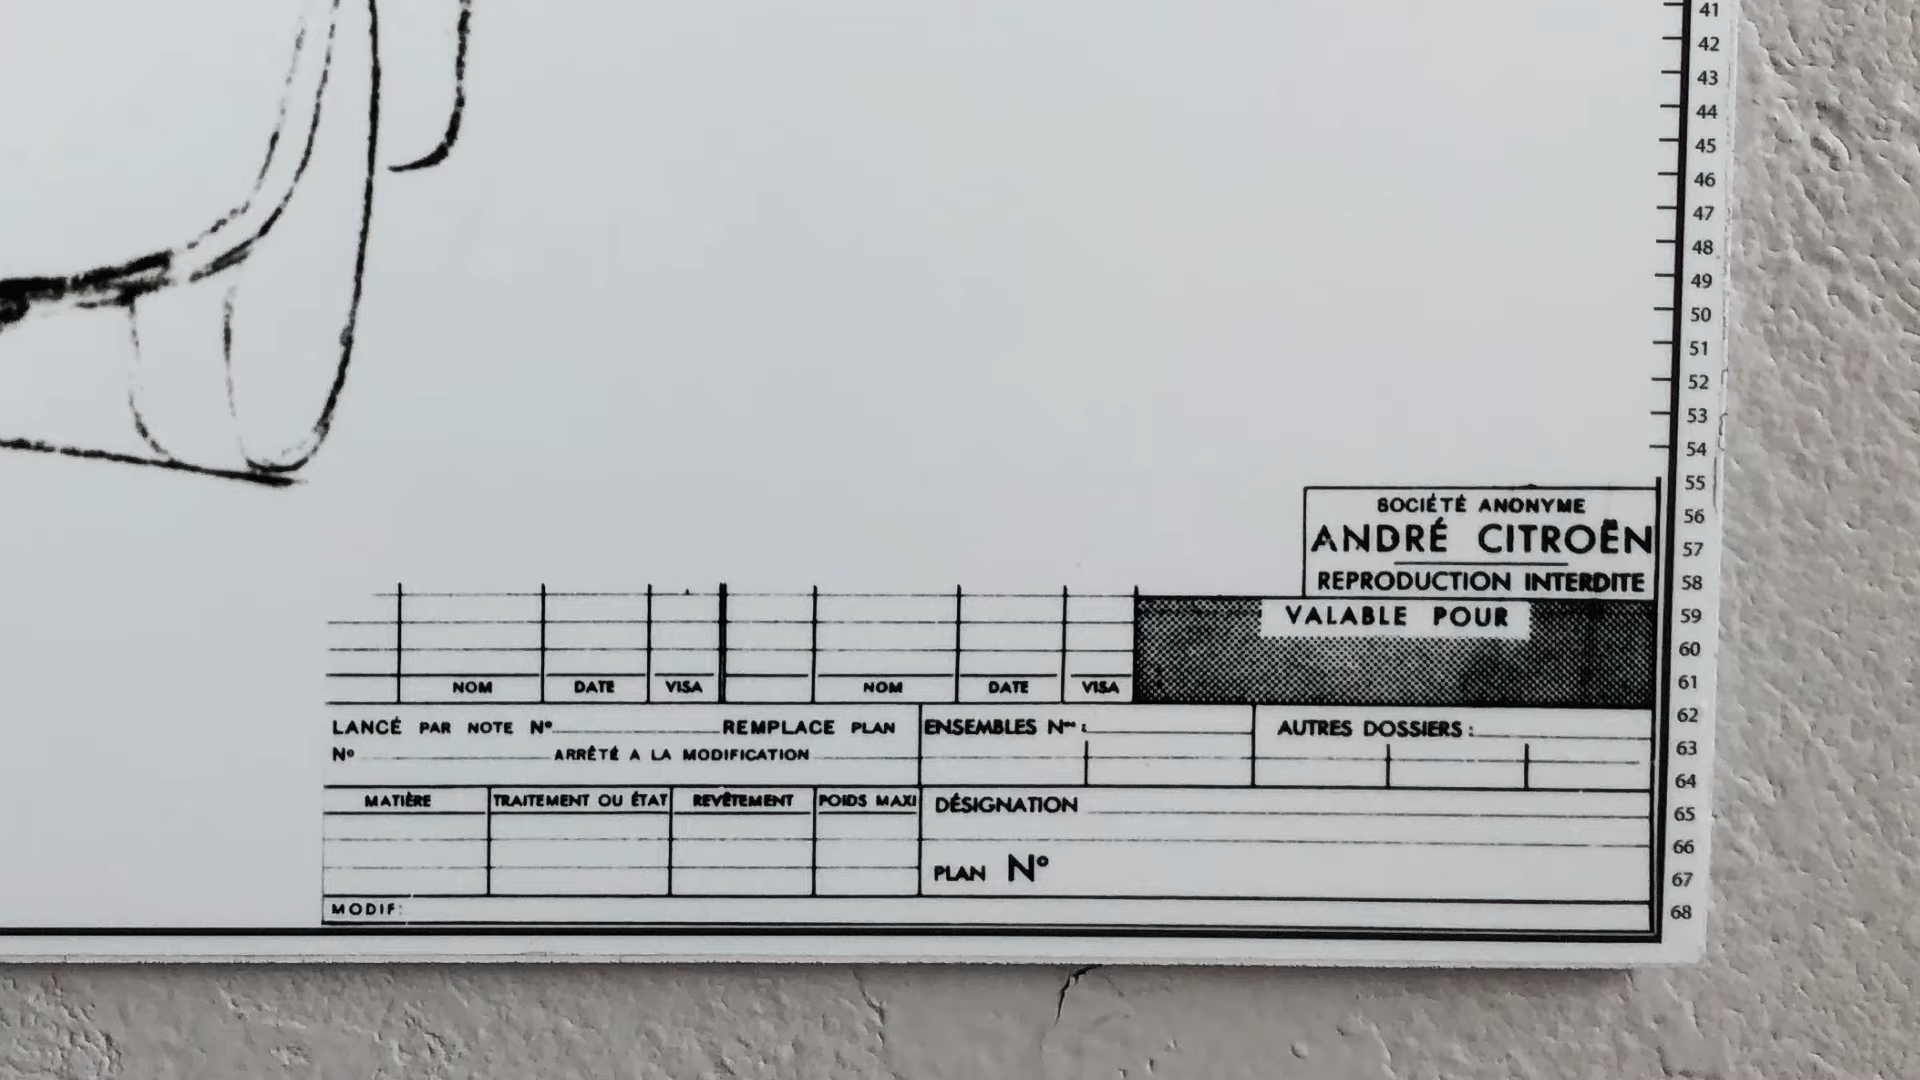 41
42
43
44
45
46
47
48
49
50
51
52
53
54
55
56
57
58
59
60
61
62
63
64
65
66
67
68
SOCIÉTÉ ANONYME
ANDRÉ CITROËN
REPRODUCTION INTERDITE
VALABLE POUR
NOM DATE VISA NOM DATE VISA
LANCÉ PAR NOTE N° REMPLACE PLAN
N° ARRÊTÉ A LA MODIFICATION
ENSEMBLES Nos :
AUTRES DOSSIERS :
MATIÈRE TRAITEMENT OU ÉTAT REVÊTEMENT POIDS MAXI
DÉSIGNATION
PLAN N°
MODIF: